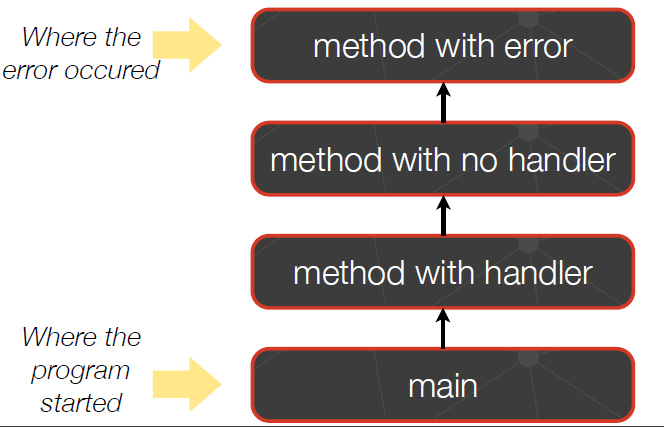 Where the
error occured
method with error
method with no handler
method with handler
Where the
program
started
main